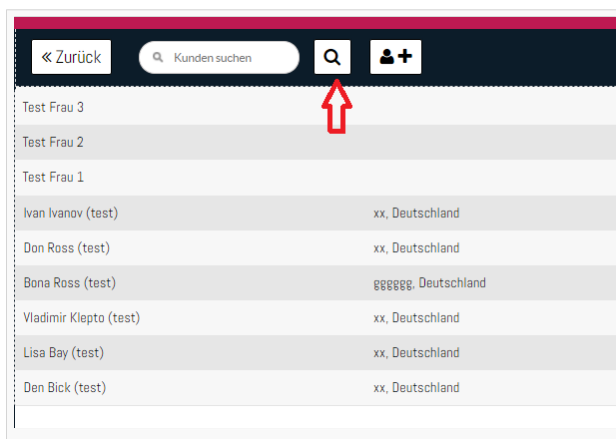 « Zurück Kunden suchen
Test Frau 3
Test Frau 2
Test Frau 1
Ivan Ivanov (test) xx, Deutschland
Don Ross (test) xx, Deutschland
Bona Ross (test) gggggg, Deutschland
Vladimir Klepto (test) xx, Deutschland
Lisa Bay (test) xx, Deutschland
Den Bick (test) xx, Deutschland